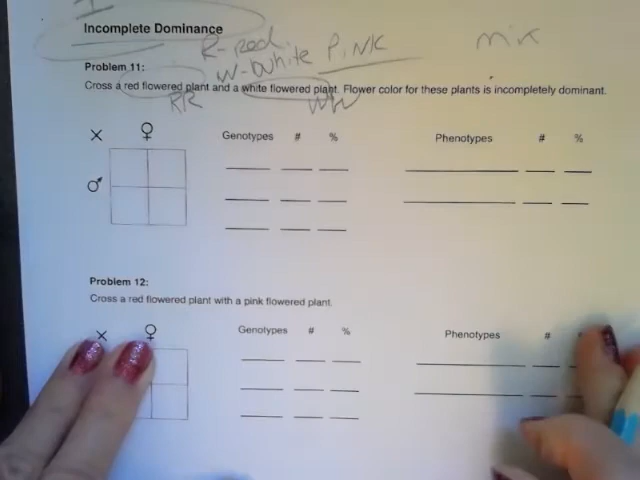 Incomplete Dominance
R-red
W-White PINK
mix
Problem 11:
Cross a red flowered plant and a white flowered plant. Flower color for these plants is incompletely dominant.
RR WW
× ♀ Genotypes # % Phenotypes # %
♂
Problem 12:
Cross a red flowered plant with a pink flowered plant.
× ♀ Genotypes # % Phenotypes #